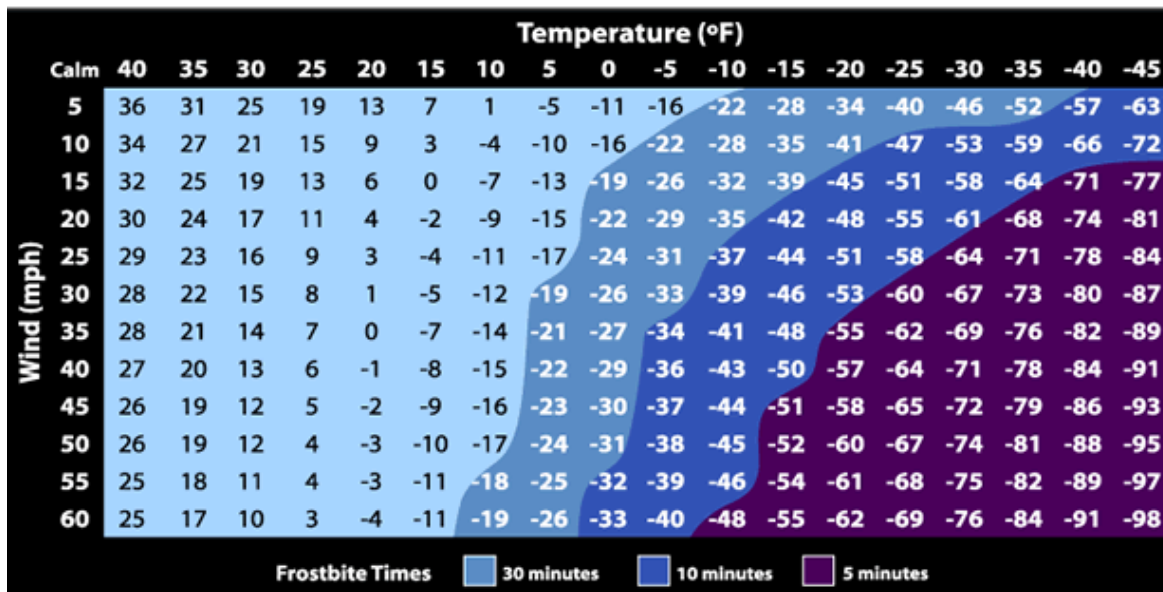 Temperature (ºF)
Calm 40 35 30 25 20 15 10 5 0 -5 -10 -15 -20 -25 -30 -35 -40 -45
5 36 31 25 19 13 7 1 -5 -11 -16 -22 -28 -34 -40 -46 -52 -57 -63
10 34 27 21 15 9 3 -4 -10 -16 -22 -28 -35 -41 -47 -53 -59 -66 -72
15 32 25 19 13 6 0 -7 -13 -19 -26 -32 -39 -45 -51 -58 -64 -71 -77
20 30 24 17 11 4 -2 -9 -15 -22 -29 -35 -42 -48 -55 -61 -68 -74 -81
25 29 23 16 9 3 -4 -11 -17 -24 -31 -37 -44 -51 -58 -64 -71 -78 -84
30 28 22 15 8 1 -5 -12 -19 -26 -33 -39 -46 -53 -60 -67 -73 -80 -87
35 28 21 14 7 0 -7 -14 -21 -27 -34 -41 -48 -55 -62 -69 -76 -82 -89
40 27 20 13 6 -1 -8 -15 -22 -29 -36 -43 -50 -57 -64 -71 -78 -84 -91
45 26 19 12 5 -2 -9 -16 -23 -30 -37 -44 -51 -58 -65 -72 -79 -86 -93
50 26 19 12 4 -3 -10 -17 -24 -31 -38 -45 -52 -60 -67 -74 -81 -88 -95
55 25 18 11 4 -3 -11 -18 -25 -32 -39 -46 -54 -61 -68 -75 -82 -89 -97
60 25 17 10 3 -4 -11 -19 -26 -33 -40 -48 -55 -62 -69 -76 -84 -91 -98
Wind (mph)
Frostbite Times 30 minutes 10 minutes 5 minutes